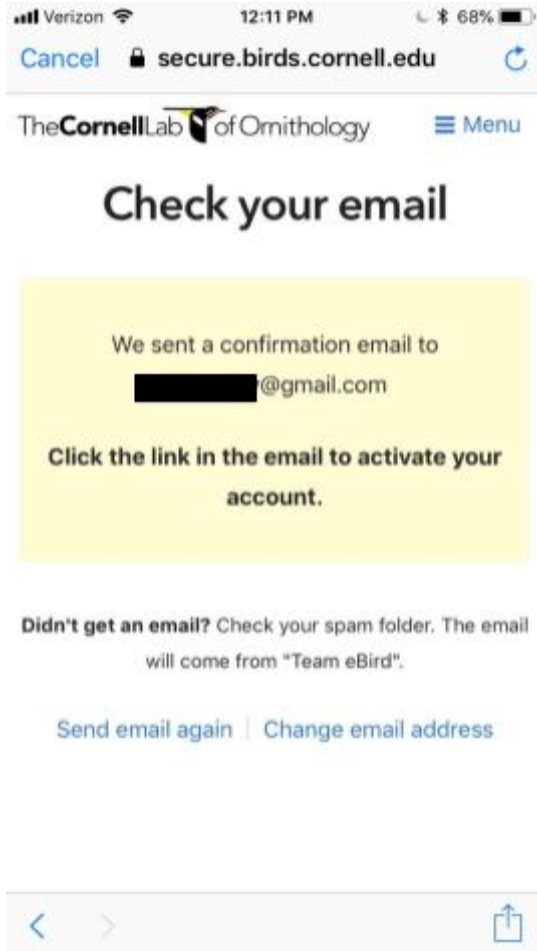 Verizon 12:11 PM 68%
Cancel secure.birds.cornell.edu
TheCornellLab of Ornithology Menu
Check your email
We sent a confirmation email to
@gmail.com
Click the link in the email to activate your
account.
Didn't get an email? Check your spam folder. The email
will come from "Team eBird".
Send email again | Change email address